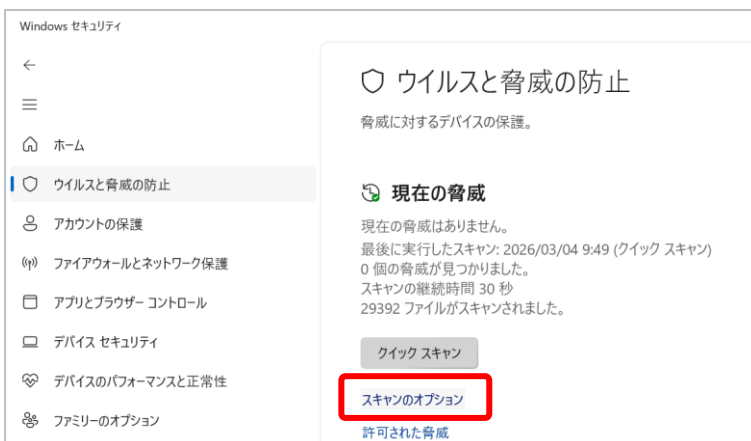 Windows セキュリティ
ホーム
ウイルスと脅威の防止
アカウントの保護
ファイアウォールとネットワーク保護
アプリとブラウザー コントロール
デバイス セキュリティ
デバイスのパフォーマンスと正常性
ファミリーのオプション
ウイルスと脅威の防止
脅威に対するデバイスの保護。
現在の脅威
現在の脅威はありません。
最後に実行したスキャン: 2026/03/04 9:49 (クイック スキャン)
0 個の脅威が見つかりました。
スキャンの継続時間 30 秒
29392 ファイルがスキャンされました。
クイック スキャン
スキャンのオプション
許可された脅威